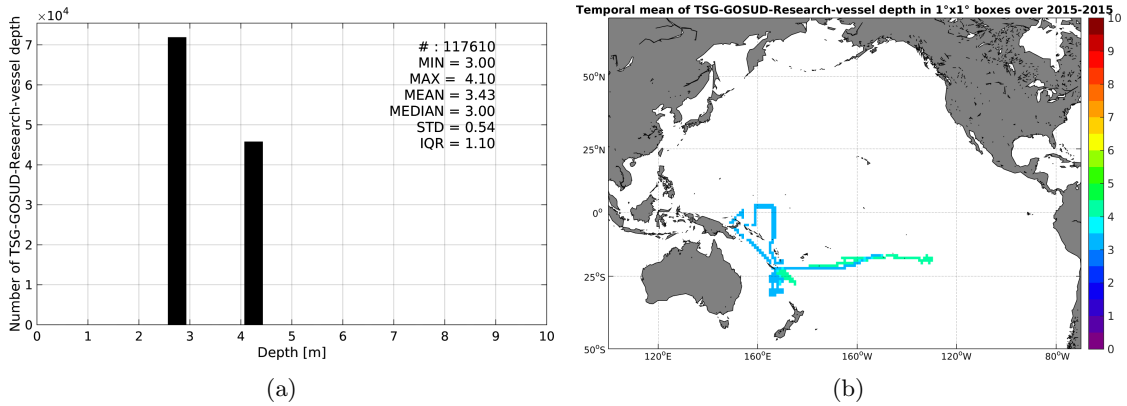 ×10⁴
Number of TSG-GOSUD-Research-vessel depth
7
6
5
4
3
2
1
0
# : 117610
MIN = 3.00
MAX = 4.10
MEAN = 3.43
MEDIAN = 3.00
STD = 0.54
IQR = 1.10
0 1 2 3 4 5 6 7 8 9 10
Depth [m]
(a)
Temporal mean of TSG-GOSUD-Research-vessel depth in 1°x1° boxes over 2015-2015
50°N
25°N
0°
25°S
50°S
120°E 160°E 160°W 120°W 80°W
10
9
8
7
6
5
4
3
2
1
0
(b)